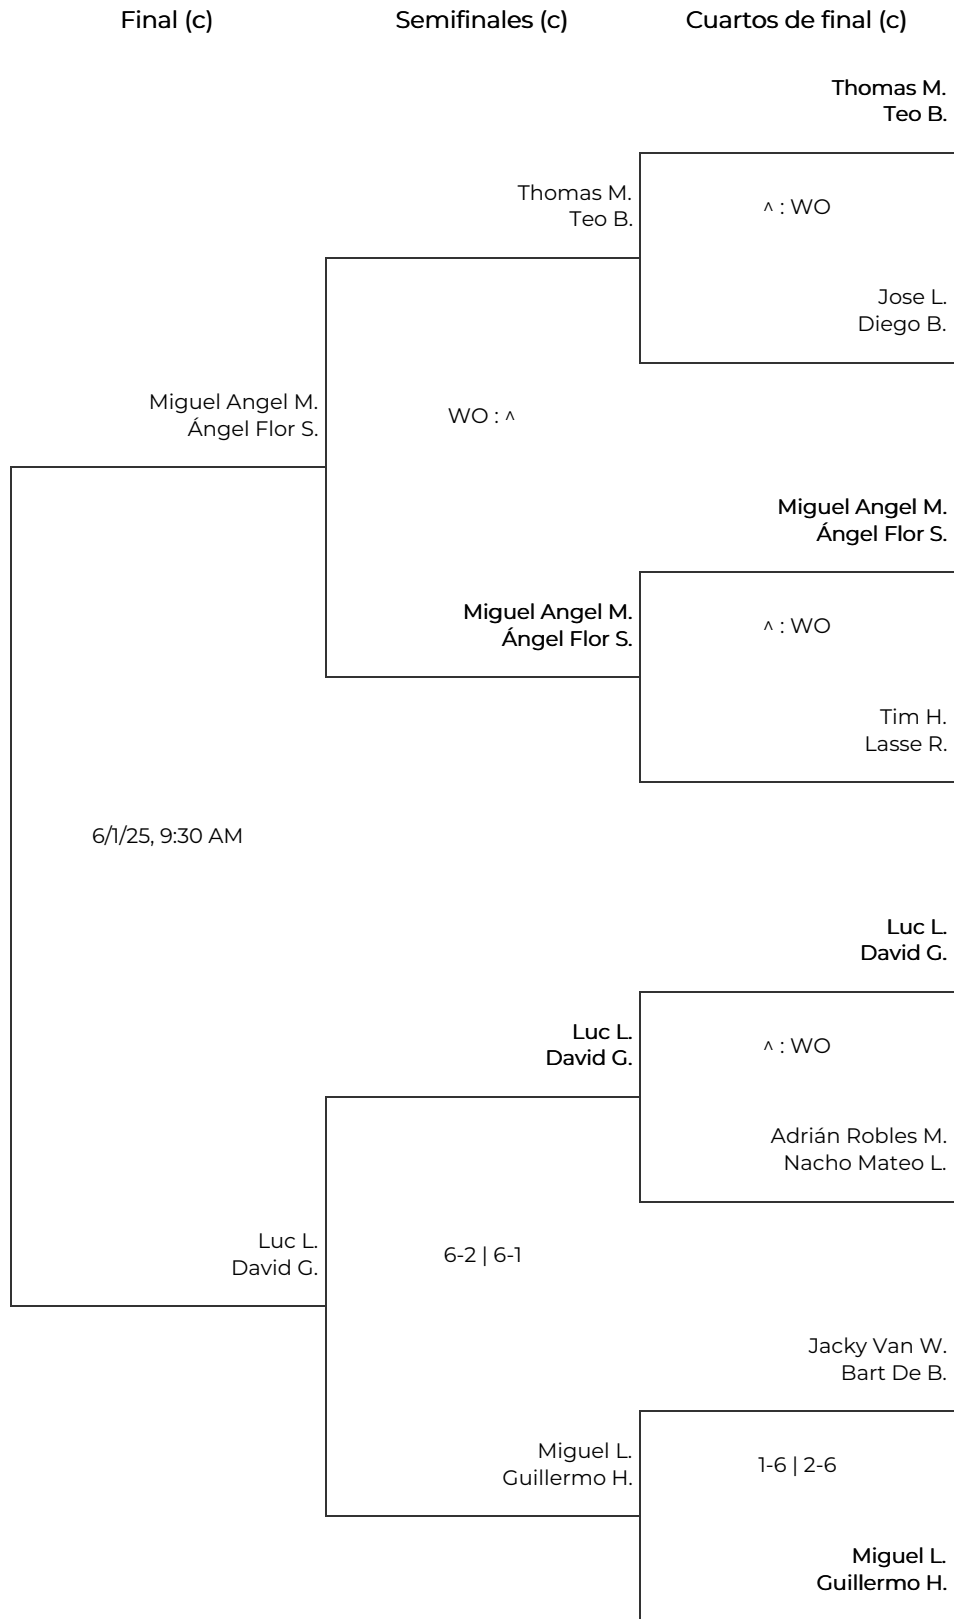 Final (c)
Semifinales (c)
Cuartos de final (c)
Thomas M.
Teo B.
Thomas M.
Teo B.
^ : WO
Jose L.
Diego B.
Miguel Angel M.
Ángel Flor S.
WO : ^
Miguel Angel M.
Ángel Flor S.
Miguel Angel M.
Ángel Flor S.
^ : WO
Tim H.
Lasse R.
6/1/25, 9:30 AM
Luc L.
David G.
Luc L.
David G.
^ : WO
Adrián Robles M.
Nacho Mateo L.
Luc L.
David G.
6-2 | 6-1
Jacky Van W.
Bart De B.
Miguel L.
Guillermo H.
1-6 | 2-6
Miguel L.
Guillermo H.